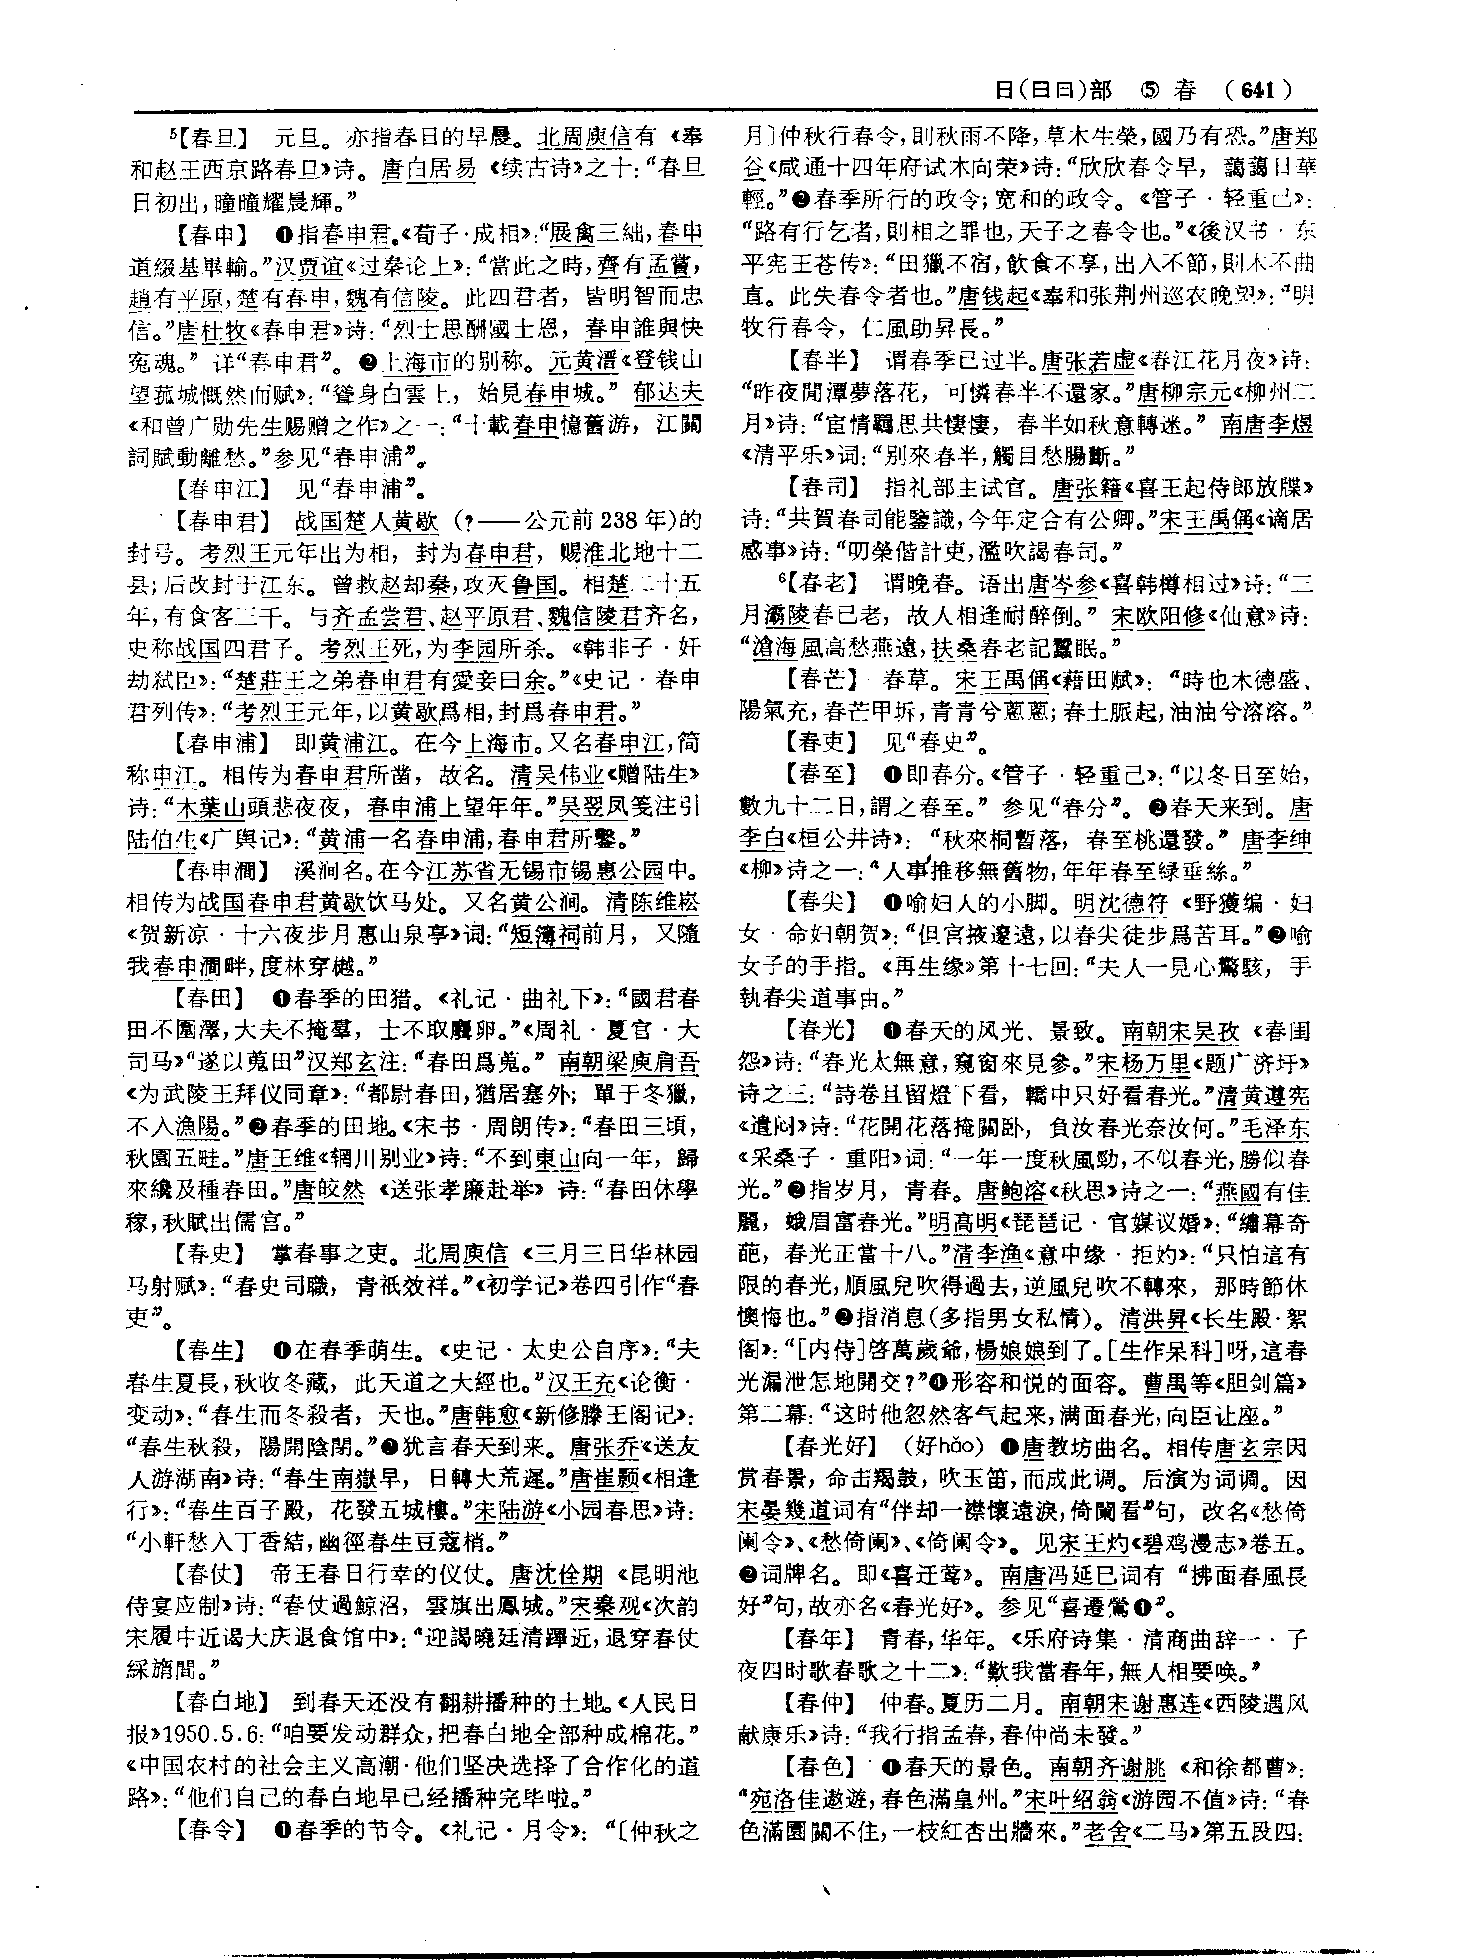 日(⺜曰)部　⑤　春　(641)
⁵【春旦】　元旦。亦指春日的早晨。北周庾信有《奉
和赵王西京路春旦》诗。唐白居易《续古诗》之十：“春旦
日初出，曈曈耀晨輝。”
【春申】　❶指春申君。《荀子·成相》：“展禽三絀，春申
道缀基畢輸。”汉贾谊《过秦论上》：“當此之時，齊有孟嘗，
趙有平原，楚有春申，魏有信陵。此四君者，皆明智而忠
信。”唐杜牧《春申君》诗：“烈士思酬國士恩，春申誰與快
寃魂。”详“春申君”。❷上海市的别称。元黄溍《登钱山
望菰城慨然而赋》：“聳身白雲上，始見春申城。”郁达夫
《和曾广勋先生赐赠之作》之一：“十載春申憶舊游，江關
詞賦動離愁。”参见“春申浦”。
【春申江】　见“春申浦”。
【春申君】　战国楚人黄歇（?——公元前238年)的
封号。考烈王元年出为相，封为春申君，赐淮北地十二
县；后改封于江东。曾救赵却秦，攻灭鲁国。相楚二十五
年，有食客三千。与齐孟尝君、赵平原君、魏信陵君齐名，
史称战国四君子。考烈王死，为李园所杀。《韩非子·奸
劫弑臣》：“楚莊王之弟春申君有愛妾曰余。”《史记·春申
君列传》：“考烈王元年，以黄歇爲相，封爲春申君。”
【春申浦】　即黄浦江。在今上海市。又名春申江，简
称申江。相传为春申君所凿，故名。清吴伟业《赠陆生》
诗：“木葉山頭悲夜夜，春申浦上望年年。”吴翌凤笺注引
陆伯生《广舆记》：“黄浦一名春申浦，春申君所鑿。”
【春申澗】　溪涧名。在今江苏省无锡市锡惠公园中。
相传为战国春申君黄歇饮马处。又名黄公涧。清陈维崧
《贺新凉·十六夜步月惠山泉亭》词：“短簿祠前月，又隨
我春申澗畔，度林穿樾。”
【春田】　❶春季的田猎。《礼记·曲礼下》：“國君春
田不圍澤，大夫不掩羣，士不取麛卵。”《周礼·夏官·大
司马》“遂以蒐田”汉郑玄注：“春田爲蒐。”南朝梁庾肩吾
《为武陵王拜仪同章》：“都尉春田，猶居塞外；單于冬獵，
不入漁陽。”❷春季的田地。《宋书·周朗传》：“春田三頃，
秋園五畦。”唐王维《辋川别业》诗：“不到東山向一年，歸
來纔及種春田。”唐皎然《送张孝廉赴举》诗：“春田休學
稼，秋賦出儒宫。”
【春史】　掌春事之吏。北周庾信《三月三日华林园
马射赋》：“春史司職，青祇效祥。”《初学记》卷四引作“春
吏”。
【春生】　❶在春季萌生。《史记·太史公自序》：“夫
春生夏長，秋收冬藏，此天道之大經也。”汉王充《论衡·
变动》：“春生而冬殺者，天也。”唐韩愈《新修滕王阁记》：
“春生秋殺，陽開陰閉。”❷犹言春天到来。唐张乔《送友
人游湖南》诗：“春生南嶽早，日轉大荒遲。”唐崔颢《相逢
行》：“春生百子殿，花發五城樓。”宋陆游《小园春思》诗：
“小軒愁入丁香結，幽徑春生豆蔻梢。”
【春仗】　帝王春日行幸的仪仗。唐沈佺期《昆明池
侍宴应制》诗：“春仗過鯨沼，雲旗出鳳城。”宋秦观《次韵
宋履中近谒大庆退食馆中》：“迎謁曉廷清蹕近，退穿春仗
綵旓間。”
【春白地】　到春天还没有翻耕播种的土地。《人民日
报》1950.5.6：“咱要发动群众，把春白地全部种成棉花。”
《中国农村的社会主义高潮·他们坚决选择了合作化的道
路》：“他们自己的春白地早已经播种完毕啦。”
【春令】　❶春季的节令。《礼记·月令》：“〔仲秋之
月〕仲秋行春令，則秋雨不降，草木生榮，國乃有恐。”唐郑
谷《咸通十四年府试木向荣》诗：“欣欣春令早，藹藹日華
輕。”❷春季所行的政令；宽和的政令。《管子·轻重己》：
“路有行乞者，則相之罪也，天子之春令也。”《後汉书·东
平宪王苍传》：“田獵不宿，飲食不享，出入不節，則木不曲
直。此失春令者也。”唐钱起《奉和张荆州巡农晚望》：“明
牧行春令，仁風助昇長。”
【春半】　谓春季已过半。唐张若虚《春江花月夜》诗：
“昨夜閒潭夢落花，可憐春半不還家。”唐柳宗元《柳州二
月》诗：“宦情羈思共悽悽，春半如秋意轉迷。”南唐李煜
《清平乐》词：“别來春半，觸目愁腸斷。”
【春司】　指礼部主试官。唐张籍《喜王起侍郎放牒》
诗：“共賀春司能鑒識，今年定合有公卿。”宋王禹偁《谪居
感事》诗：“叨榮偕計吏，濫吹謁春司。”
⁶【春老】　谓晚春。语出唐岑参《喜韩樽相过》诗：“三
月灞陵春已老，故人相逢耐醉倒。”宋欧阳修《仙意》诗：
“滄海風高愁燕遠，扶桑春老記蠶眠。”
【春芒】　春草。宋王禹偁《藉田赋》：“時也木德盛、
陽氣充，春芒甲坼，青青兮蔥蔥；春土脈起，油油兮溶溶。”
【春吏】　见“春史”。
【春至】　❶即春分。《管子·轻重己》：“以冬日至始，
數九十二日，謂之春至。”参见“春分”。❷春天来到。唐
李白《桓公井诗》：“秋來桐暫落，春至桃還發。”唐李绅
《柳》诗之一：“人事推移無舊物，年年春至绿垂絲。”
【春尖】　❶喻妇人的小脚。明沈德符《野獲编·妇
女·命妇朝贺》：“但宫掖邃遠，以春尖徒步爲苦耳。”❷喻
女子的手指。《再生缘》第十七回：“夫人一見心驚駭，手
執春尖道事由。”
【春光】　❶春天的风光、景致。南朝宋吴孜《春闺
怨》诗：“春光太無意，窺窗來見參。”宋杨万里《题广济圩》
诗之三：“詩卷且留燈下看，轎中只好看春光。”清黄遵宪
《遣闷》诗：“花開花落掩關卧，負汝春光奈汝何。”毛泽东
《采桑子·重阳》词：“一年一度秋風勁，不似春光，勝似春
光。”❷指岁月，青春。唐鲍溶《秋思》诗之一：“燕國有佳
麗，蛾眉富春光。”明高明《琵琶记·官媒议婚》：“繡幕奇
葩，春光正當十八。”清李渔《意中缘·拒妁》：“只怕這有
限的春光，順風兒吹得過去，逆風兒吹不轉來，那時節休
懊悔也。”❷指消息(多指男女私情)。清洪昇《长生殿·絮
阁》：“[内侍]啓萬歲爺，楊娘娘到了。[生作呆科]呀，這春
光漏泄怎地開交？”❹形容和悦的面容。曹禺等《胆剑篇》
第二幕：“这时他忽然客气起来，满面春光，向臣让座。”
【春光好】　（好hǎo）❶唐教坊曲名。相传唐玄宗因
赏春景，命击羯鼓，吹玉笛，而成此调。后演为词调。因
宋晏幾道词有“伴却一襟懷遠淚，倚闌看”句，改名《愁倚
阑令》、《愁倚阑》、《倚阑令》。见宋王灼《碧鸡漫志》卷五。
❷词牌名。即《喜迁莺》。南唐冯延巳词有“拂面春風長
好”句，故亦名《春光好》。参见“喜遷鶯❶”。
【春年】　青春，华年。《乐府诗集·清商曲辞一·子
夜四时歌春歌之十二》：“歎我當春年，無人相要唤。”
【春仲】　仲春。夏历二月。南朝宋谢惠连《西陵遇风
献康乐》诗：“我行指孟春，春仲尚未發。”
【春色】　❶春天的景色。南朝齐谢朓《和徐都曹》：
“宛洛佳遨遊，春色滿皇州。”宋叶绍翁《游园不值》诗：“春
色滿園關不住，一枝紅杏出牆來。”老舍《二马》第五段四：